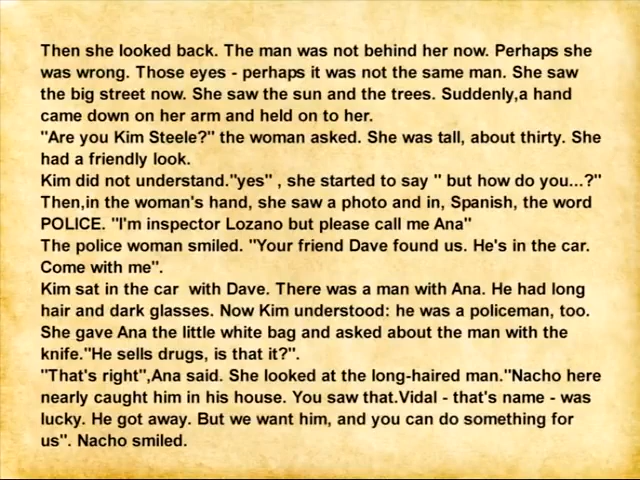 Then she looked back. The man was not behind her now. Perhaps she
was wrong. Those eyes - perhaps it was not the same man. She saw
the big street now. She saw the sun and the trees. Suddenly,a hand
came down on her arm and held on to her.
"Are you Kim Steele?" the woman asked. She was tall, about thirty. She
had a friendly look.
Kim did not understand."yes" , she started to say " but how do you...?"
Then,in the woman's hand, she saw a photo and in, Spanish, the word
POLICE. "I'm inspector Lozano but please call me Ana"
The police woman smiled. "Your friend Dave found us. He's in the car.
Come with me".
Kim sat in the car  with Dave. There was a man with Ana. He had long
hair and dark glasses. Now Kim understood: he was a policeman, too.
She gave Ana the little white bag and asked about the man with the
knife."He sells drugs, is that it?".
"That's right",Ana said. She looked at the long-haired man."Nacho here
nearly caught him in his house. You saw that.Vidal - that's name - was
lucky. He got away. But we want him, and you can do something for
us". Nacho smiled.